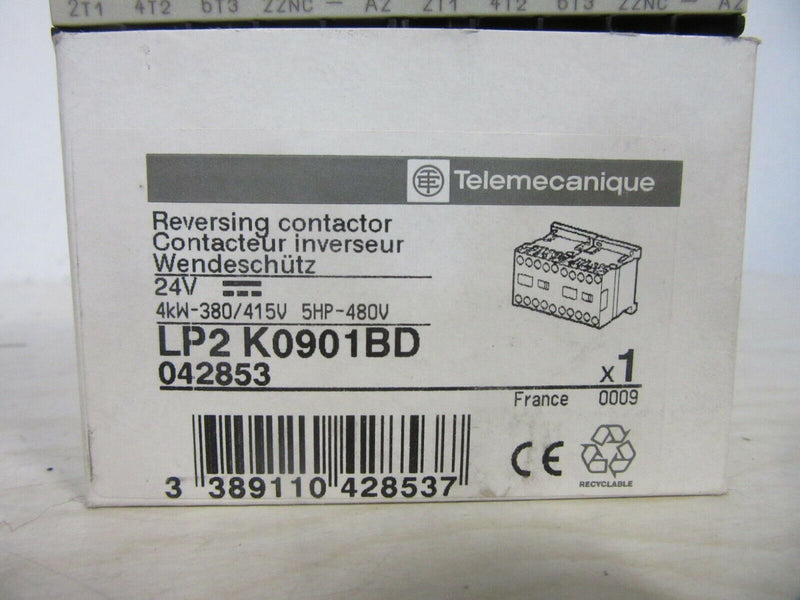 2T1 4T2 6T3 22NC — A2 2T1 4T2 6T3 22NC — A2
Telemecanique
Reversing contactor
Contacteur inverseur
Wendeschütz
24V
4kW-380/415V 5HP-480V
LP2 K0901BD
042853
x1
France 0009
3 389110 428537
CE
RECYCLABLE